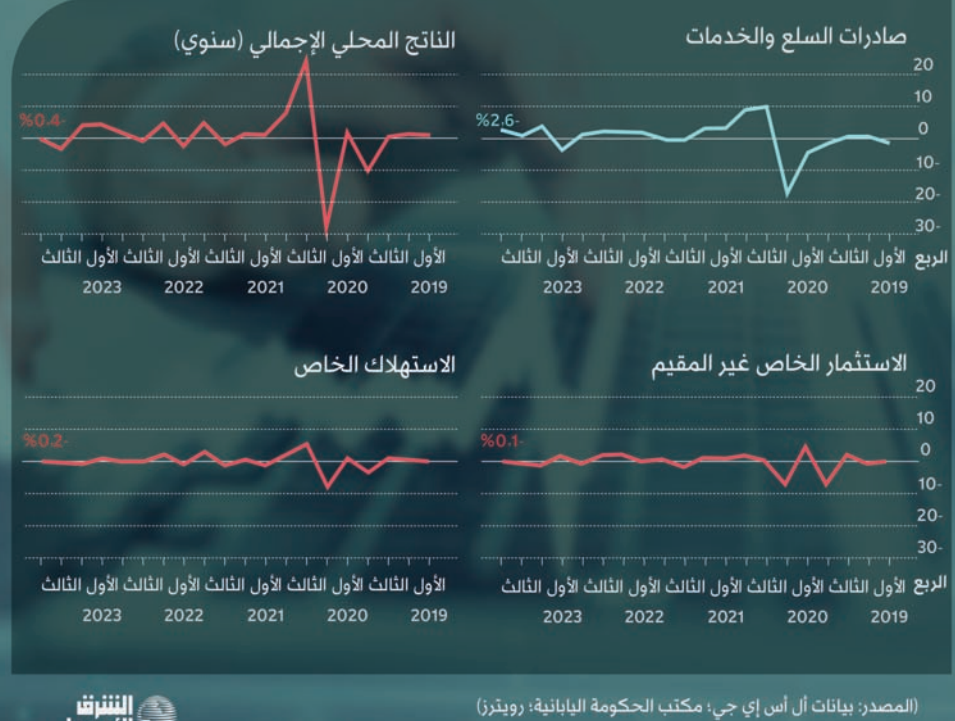 صادرات السلع والخدمات
20
10
0
10-
20-
30-
%2.6-
الربع الأول الثالث الأول الثالث الأول الثالث الأول الثالث الأول الثالث
2019 2020 2021 2022 2023
الناتج المحلي الإجمالي (سنوي)
%0.4-
الأول الثالث الأول الثالث الأول الثالث الأول الثالث الأول الثالث
2019 2020 2021 2022 2023
الاستثمار الخاص غير المقيم
20
10
0
10-
20-
30-
%0.1-
الربع الأول الثالث الأول الثالث الأول الثالث الأول الثالث الأول الثالث
2019 2020 2021 2022 2023
الاستهلاك الخاص
%0.2-
الأول الثالث الأول الثالث الأول الثالث الأول الثالث الأول الثالث
2019 2020 2021 2022 2023
(المصدر: بيانات أل أس إي جي؛ مكتب الحكومة اليابانية؛ رويترز)
الشرق